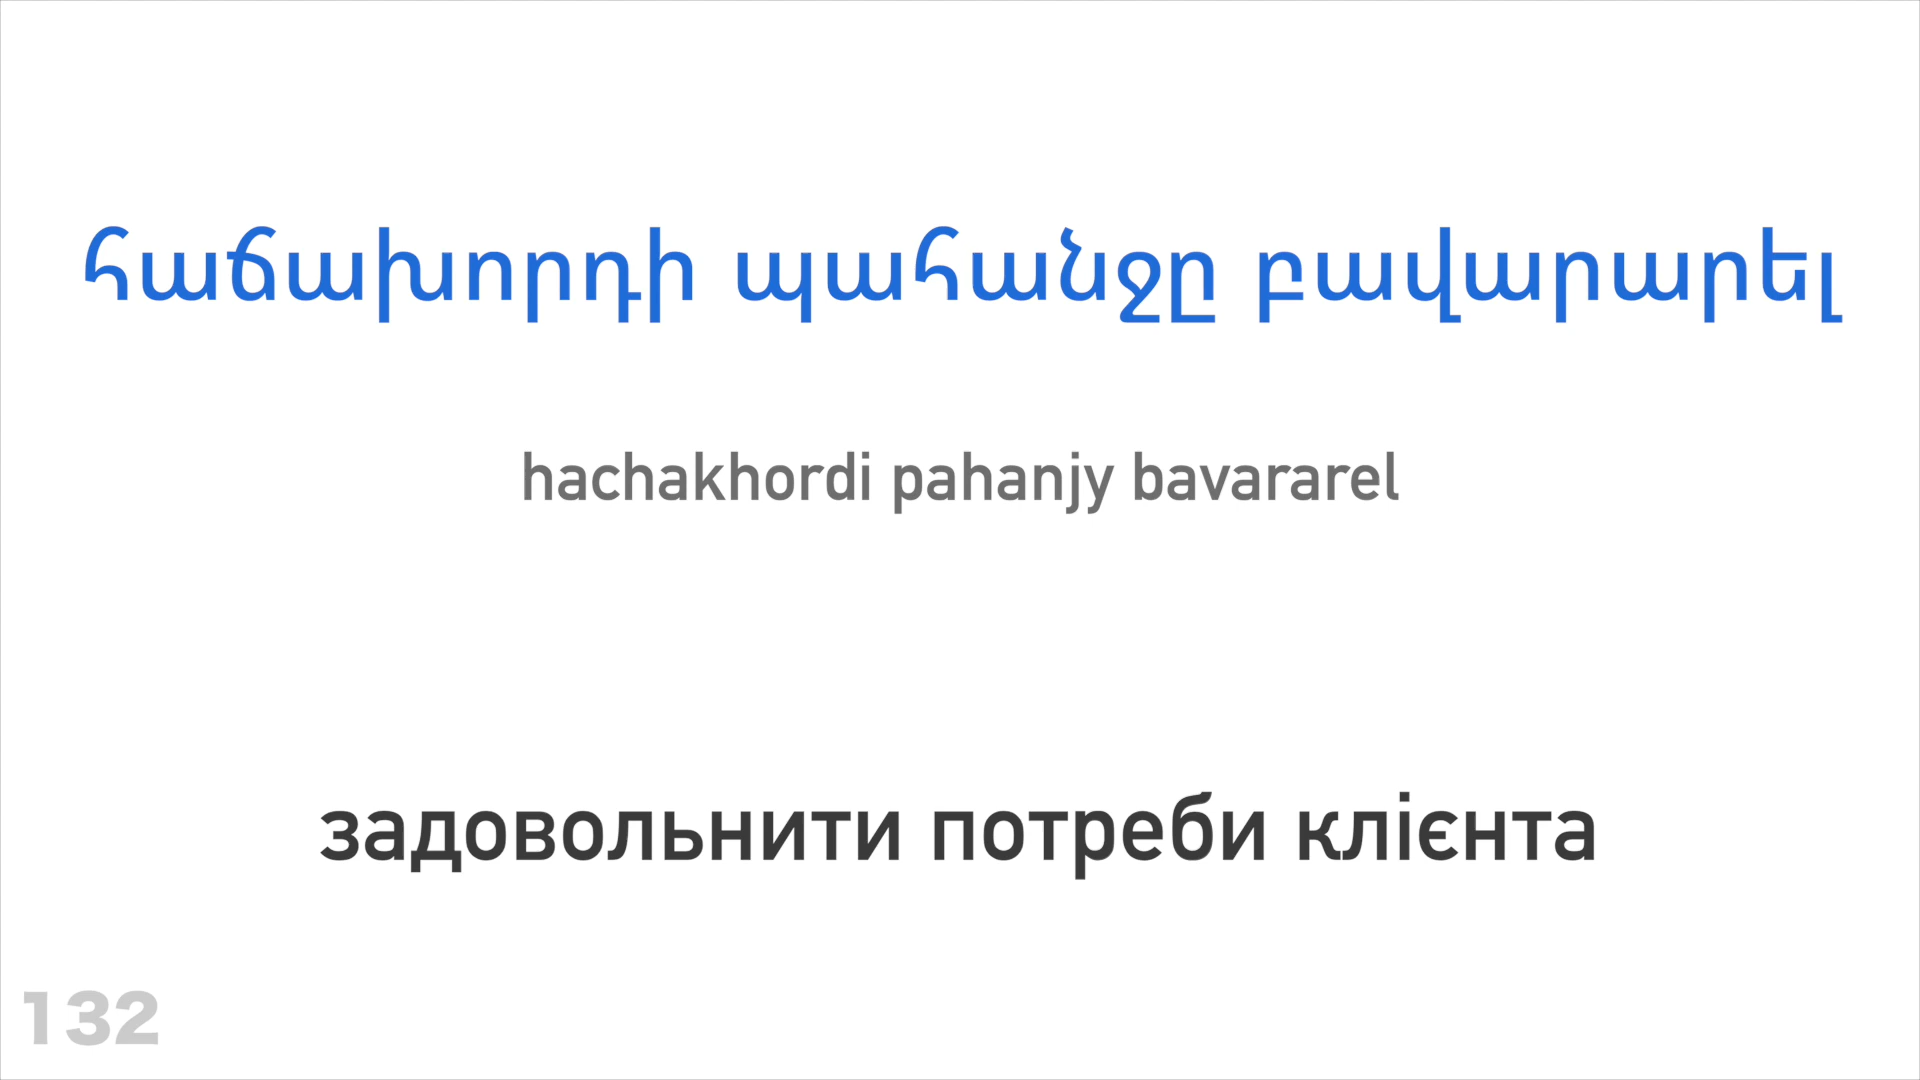 հաճախորդի պահանջը բավարարել
hachakhordi pahanjy bavararel
задовольнити потреби клієнта
132